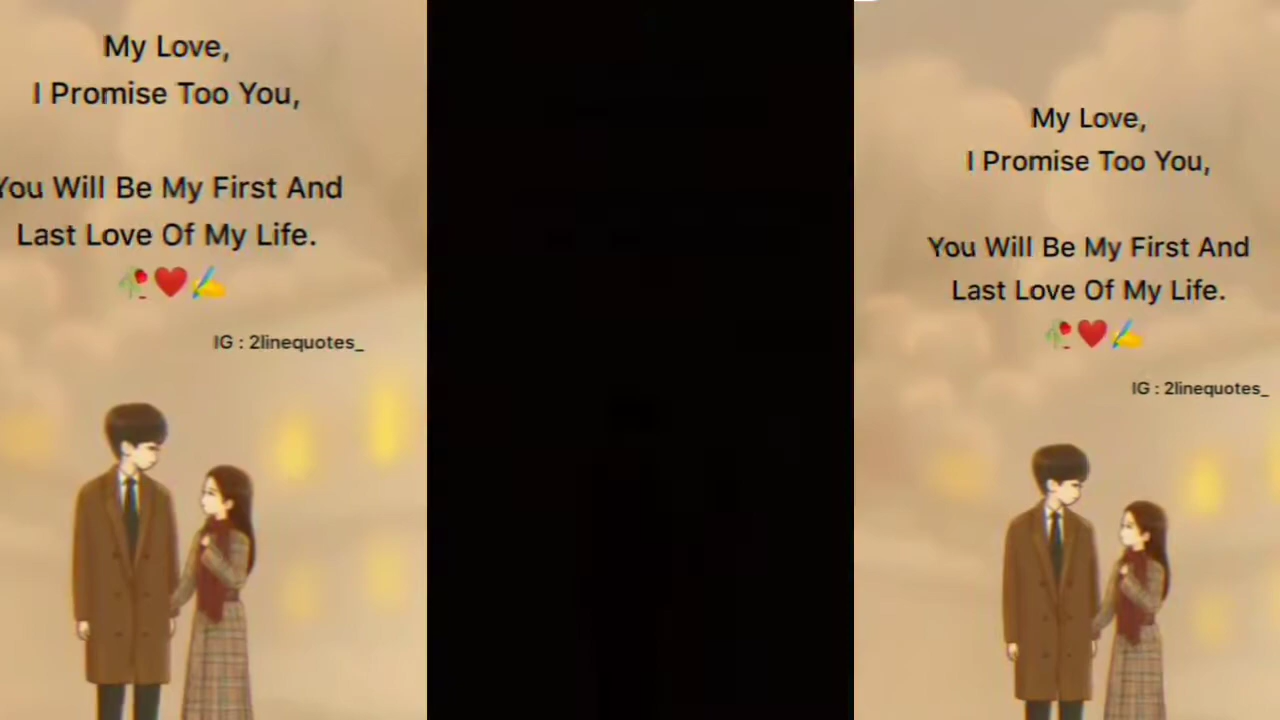 My Love,
I Promise Too You,
You Will Be My First And
Last Love Of My Life.
🥀♥️✍️
IG : 2linequotes_
My Love,
I Promise Too You,
You Will Be My First And
Last Love Of My Life.
🥀♥️✍️
IG : 2linequotes_